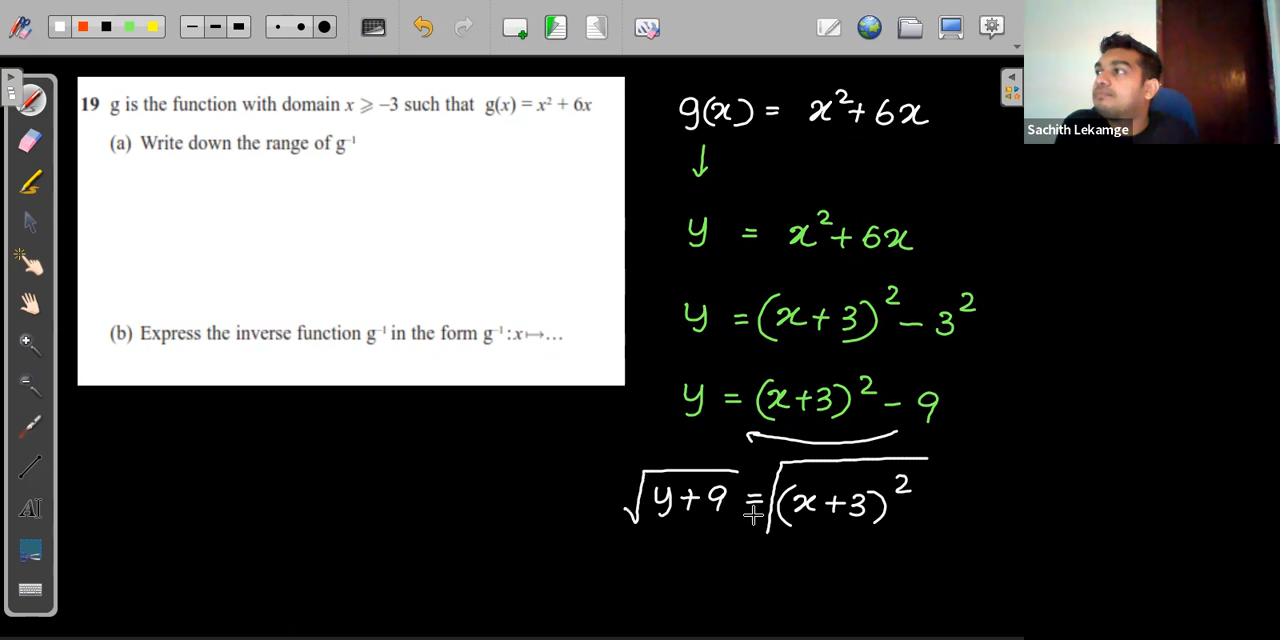 19 g is the function with domain x ⩾ −3 such that g(x) = x² + 6x
(a) Write down the range of g⁻¹
(b) Express the inverse function g⁻¹ in the form g⁻¹ : x ↦ …
g(x) = x² + 6x
↓
y = x² + 6x
y = (x + 3)² − 3²
y = (x+3)² − 9
√(y + 9) = √((x + 3)²)
Sachith Lekamge
AI